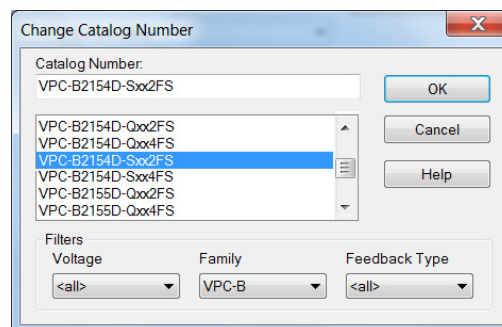 Change Catalog Number
Catalog Number:
VPC-B2154D-Sxx2FS
OK
VPC-B2154D-Qxx2FS
VPC-B2154D-Qxx4FS
VPC-B2154D-Sxx2FS
VPC-B2154D-Sxx4FS
VPC-B2155D-Qxx2FS
VPC-B2155D-Qxx4FS
Cancel
Help
Filters
Voltage Family Feedback Type
<all> VPC-B <all>